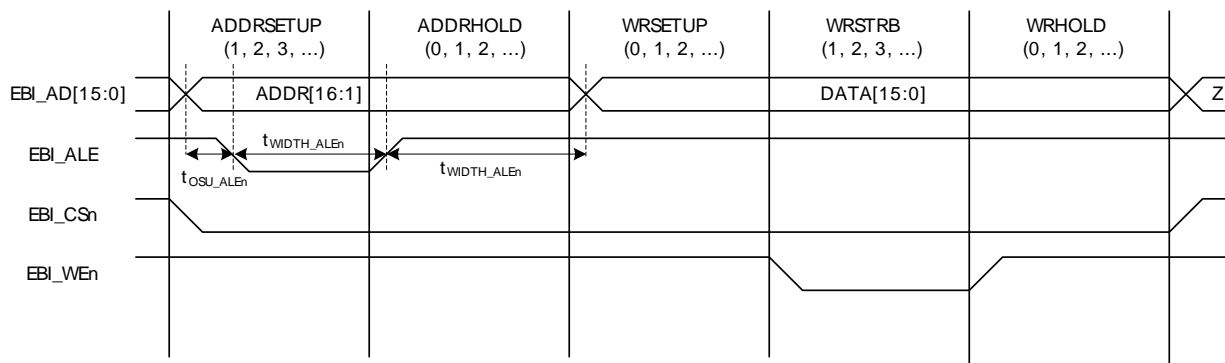 ADDRSETUP ADDRHOLD WRSETUP WRSTRB WRHOLD
(1, 2, 3, ...) (0, 1, 2, ...) (0, 1, 2, ...) (1, 2, 3, ...) (0, 1, 2, ...)
EBI_AD[15:0] ADDR[16:1] DATA[15:0] Z
EBI_ALE tWIDTH_ALEn
tOSU_ALEn tWIDTH_ALEn
EBI_CSn
EBI_WEn